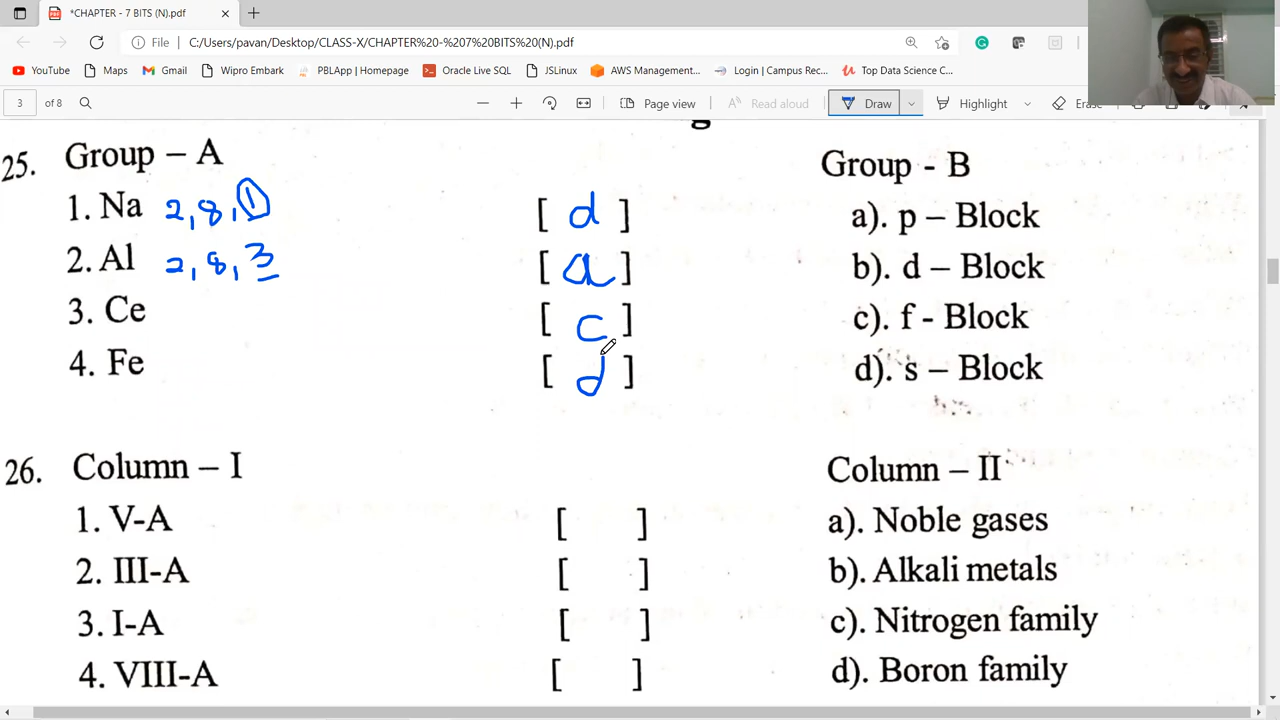 *CHAPTER - 7 BITS (N).pdf
File C:/Users/pavan/Desktop/CLASS-X/CHAPTER%20-%207%20BITS%20(N).pdf
YouTube Maps Gmail Wipro Embark PBLApp | Homepage Oracle Live SQL JSLinux AWS Management... Login | Campus Rec... Top Data Science C...
3 of 8 Page view Read aloud Draw Highlight Erase
25. Group – A Group - B
1. Na 2, 8, 1 [ d ] a). p – Block
2. Al 2, 8, 3 [ a ] b). d – Block
3. Ce [ c ] c). f - Block
4. Fe [ d ] d). s – Block
26. Column – I Column – II
1. V-A [ ] a). Noble gases
2. III-A [ ] b). Alkali metals
3. I-A [ ] c). Nitrogen family
4. VIII-A [ ] d). Boron family